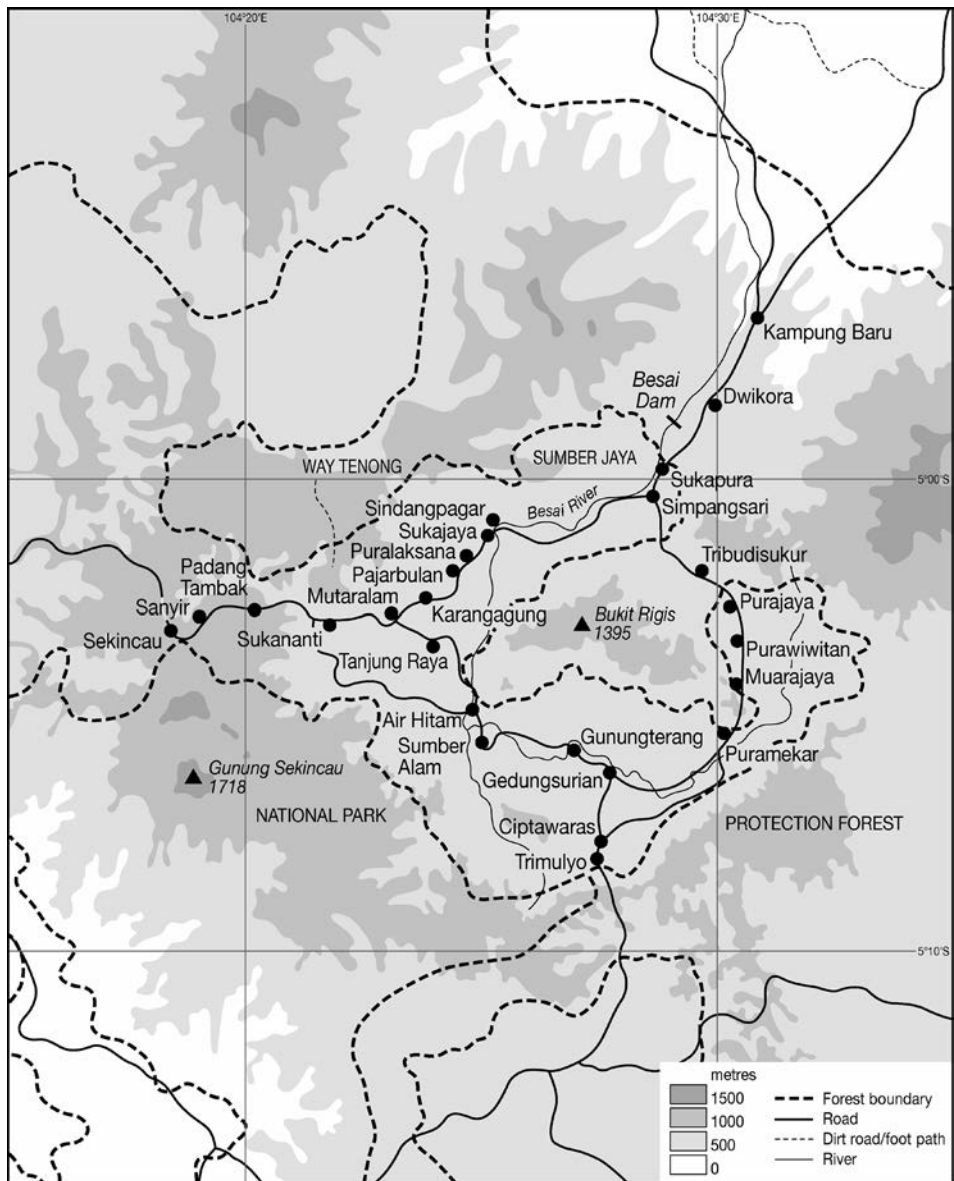 104°20'E
104°30'E
Kampung Baru
Besai
Dam
Dwikora
WAY TENONG
SUMBER JAYA
Sukapura
5°00'S
Simpangsari
Besai River
Sindangpagar
Sukajaya
Puralaksana
Pajarbulan
Tribudisukur
Padang
Tambak
Mutaralam
Karangagung
Purajaya
Sanyir
Bukit Rigis
1395
Sekincau
Sukananti
Purawiwitan
Tanjung Raya
Muarajaya
Air Hitam
Gunungterang
Sumber
Alam
Puramekar
Gedungsurian
Gunung Sekincau
1718
NATIONAL PARK
PROTECTION FOREST
Ciptawaras
Trimulyo
5°10'S
metres
1500
1000
500
0
Forest boundary
Road
Dirt road/foot path
River